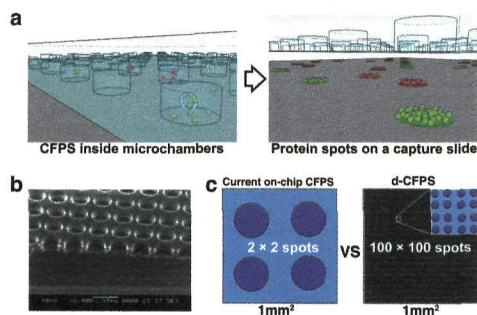 a
CFPS inside microchambers
Protein spots on a capture slide
b
c
Current on-chip CFPS
d-CFPS
2 × 2 spots
VS
100 × 100 spots
1mm²
1mm²